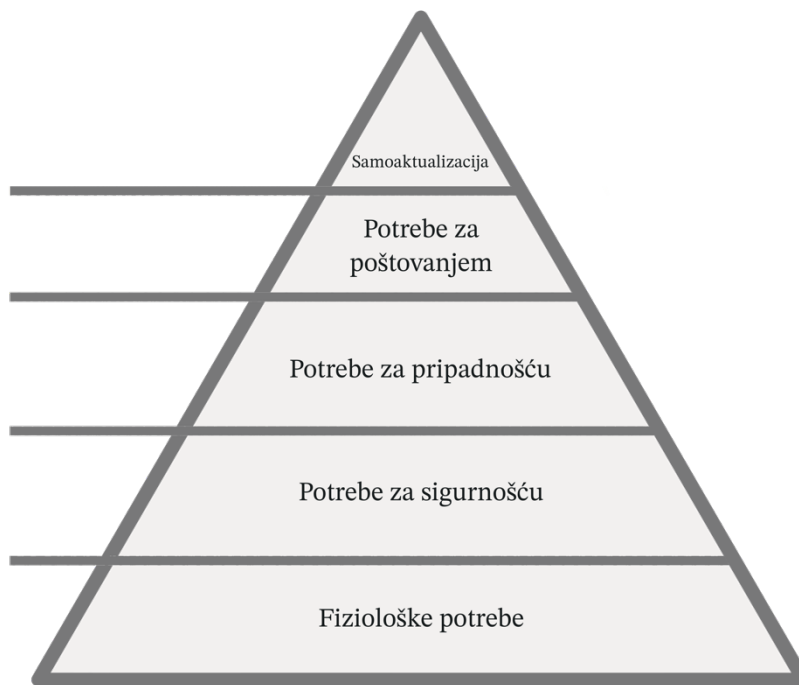 Samoaktualizacija
Potrebe za
poštovanjem
Potrebe za pripadnošću
Potrebe za sigurnošću
Fiziološke potrebe